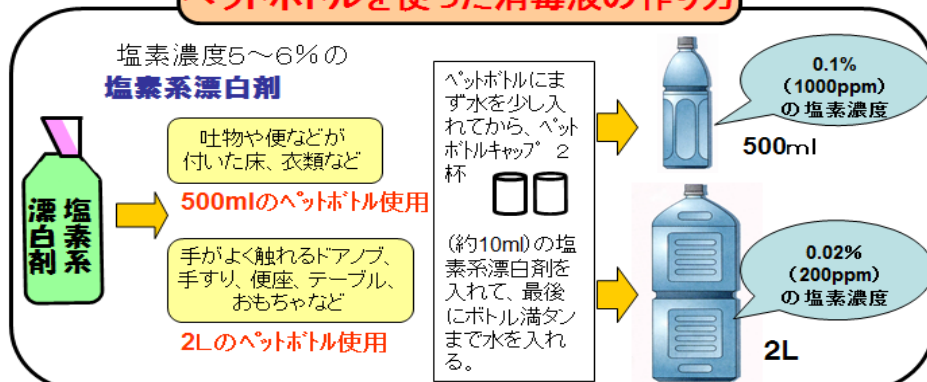 ペットボトルを使った消毒液の作り方
塩素濃度5～6%の
塩素系漂白剤
塩素系
漂白剤
吐物や便などが
付いた床、衣類など
500mlのペットボトル使用
手がよく触れるドアノブ、
手すり、便座、テーブル、
おもちゃなど
2Lのペットボトル使用
ペットボトルにま
ず水を少し入
れてから、ペット
ボトルキャップ 2
杯
(約10ml)の塩
素系漂白剤を
入れて、最後
にボトル満タン
まで水を入れ
る。
0.1%
(1000ppm)
の塩素濃度
500ml
0.02%
(200ppm)
の塩素濃度
2L